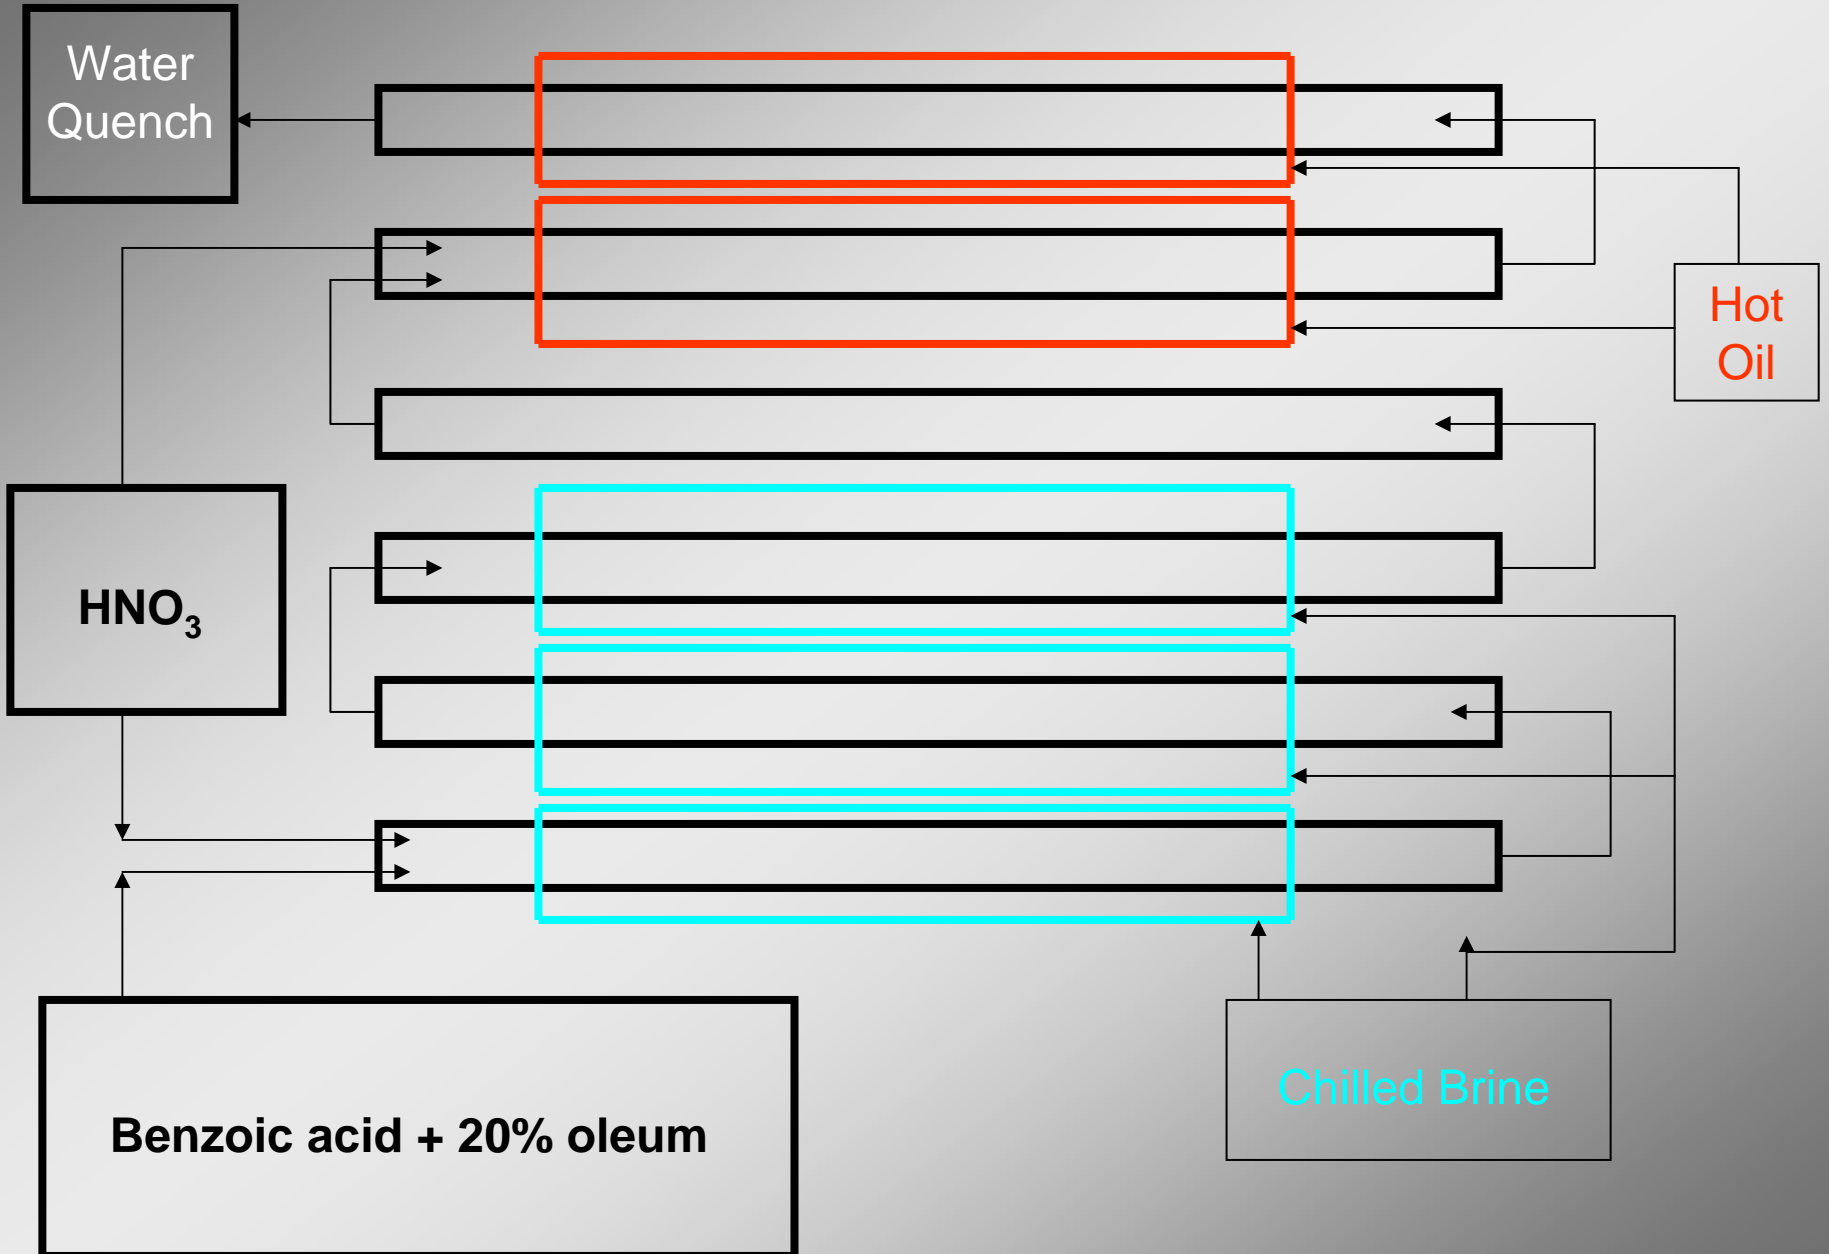 Water
Quench
Hot
Oil
HNO₃
Chilled Brine
Benzoic acid + 20% oleum